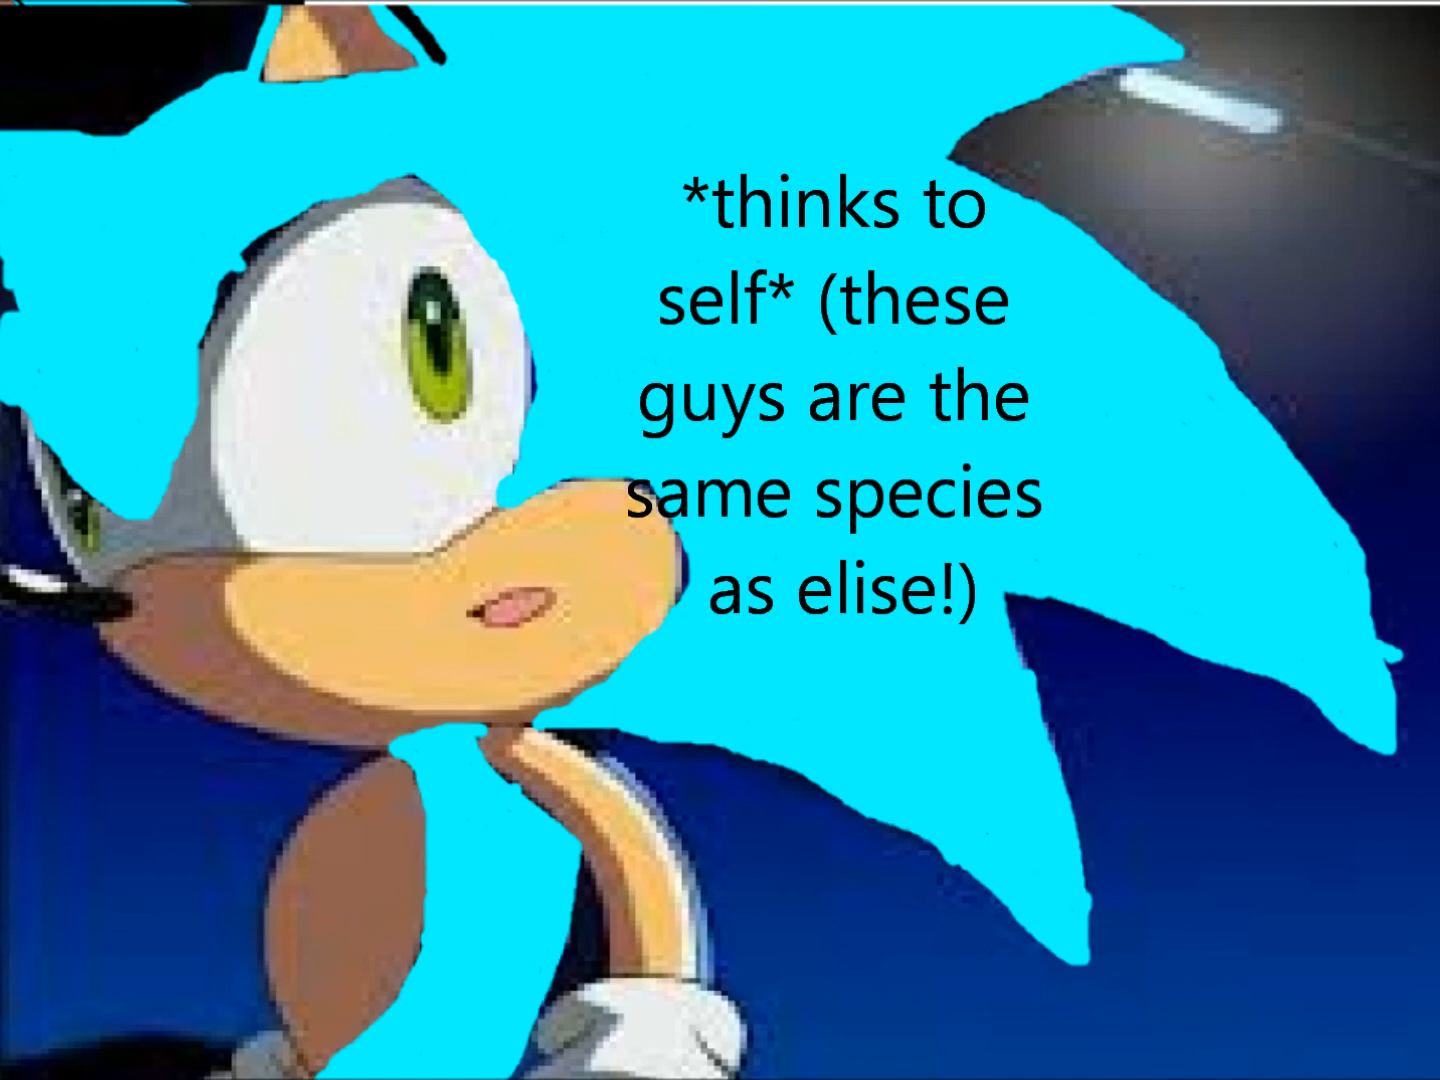 *thinks to
self* (these
guys are the
same species
as elise!)